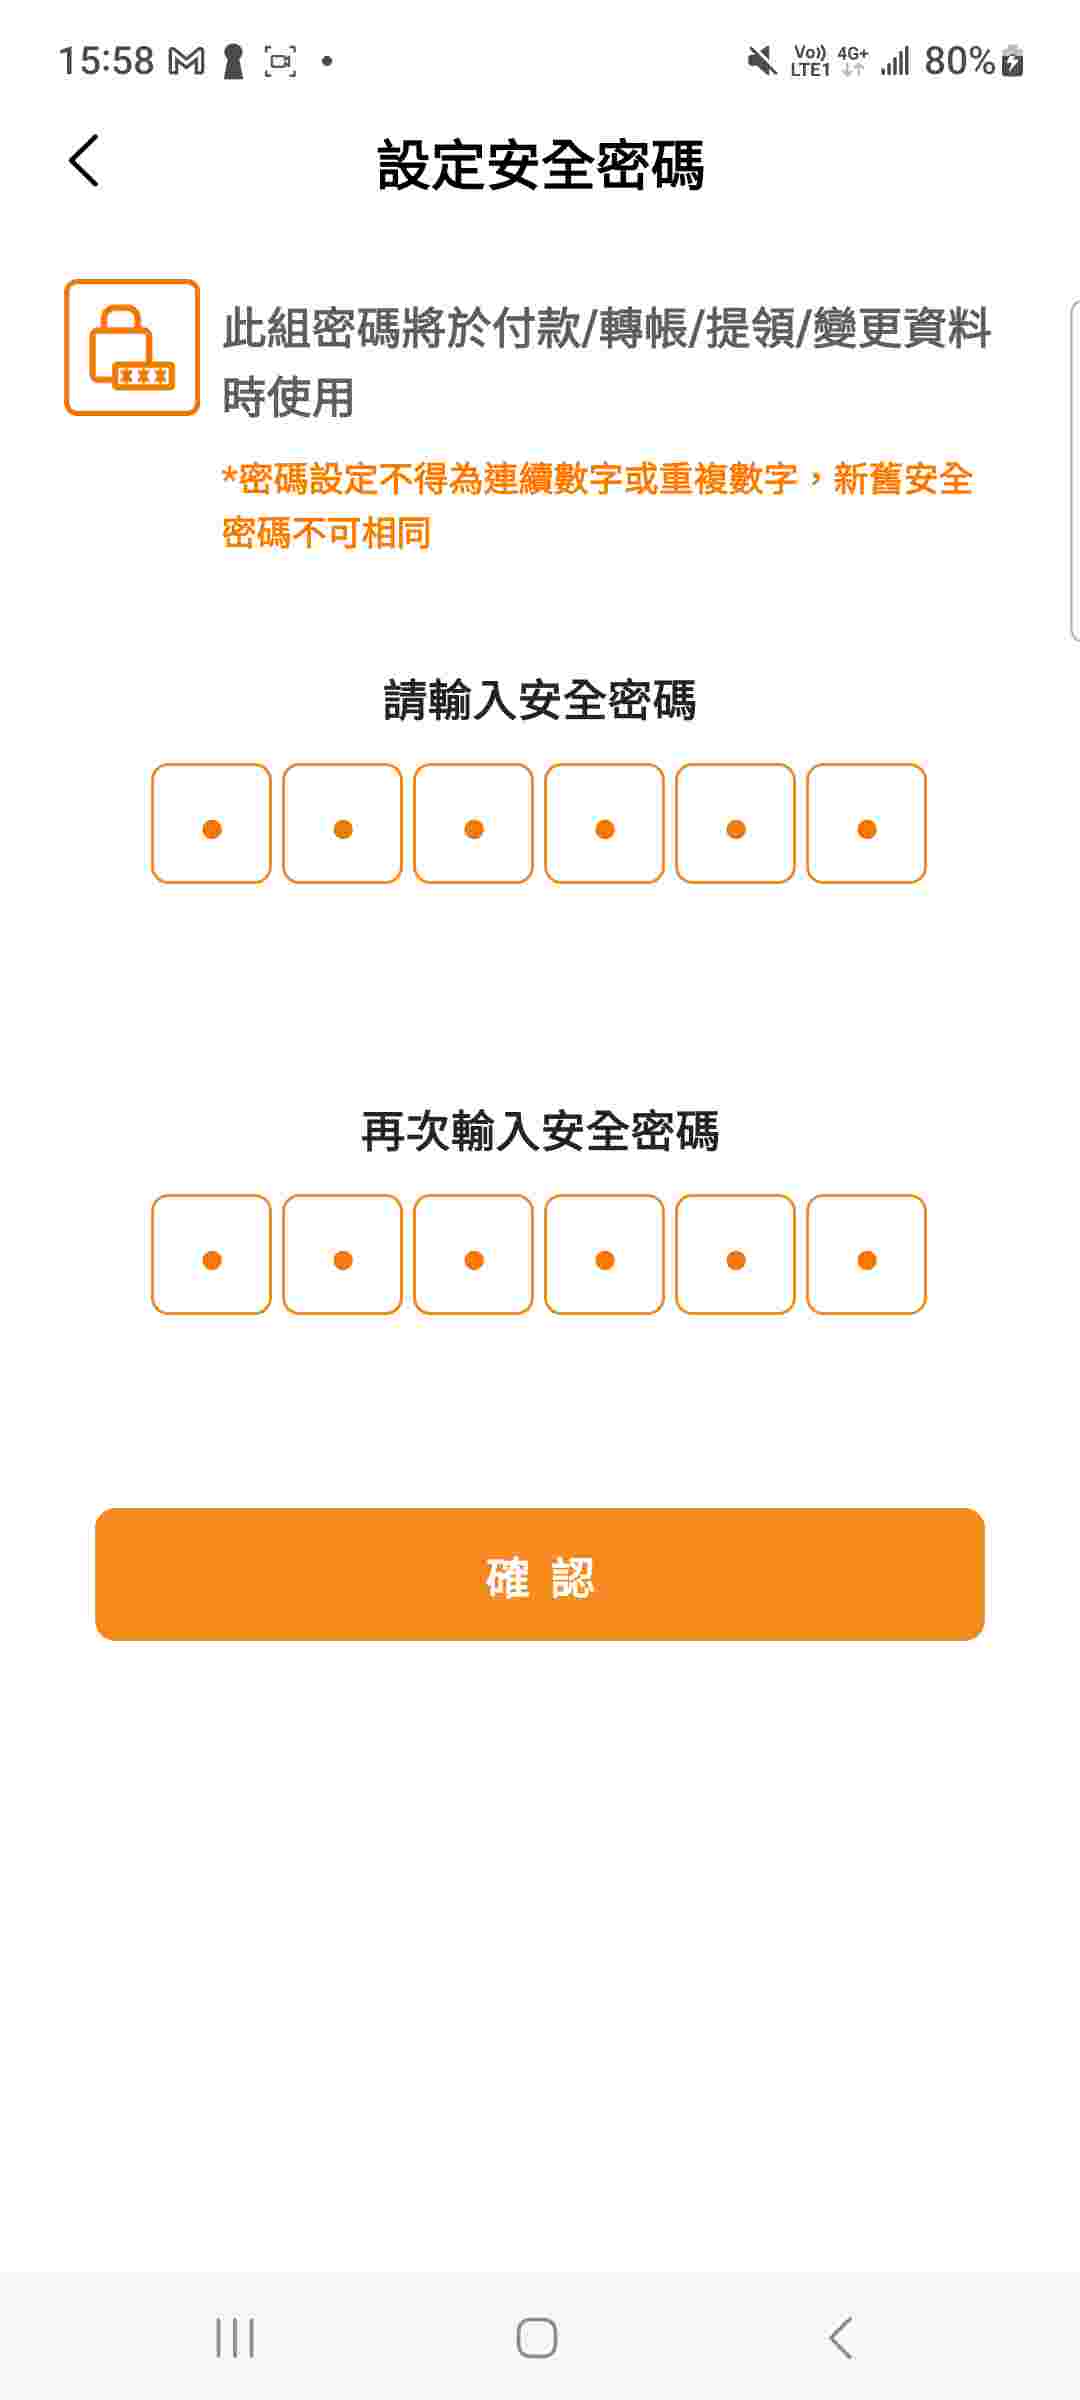 15:58
Vo)) 4G+ 80%
LTE1
設定安全密碼
此組密碼將於付款/轉帳/提領/變更資料
時使用
***
*密碼設定不得為連續數字或重複數字，新舊安全
密碼不可相同
請輸入安全密碼
再次輸入安全密碼
確 認